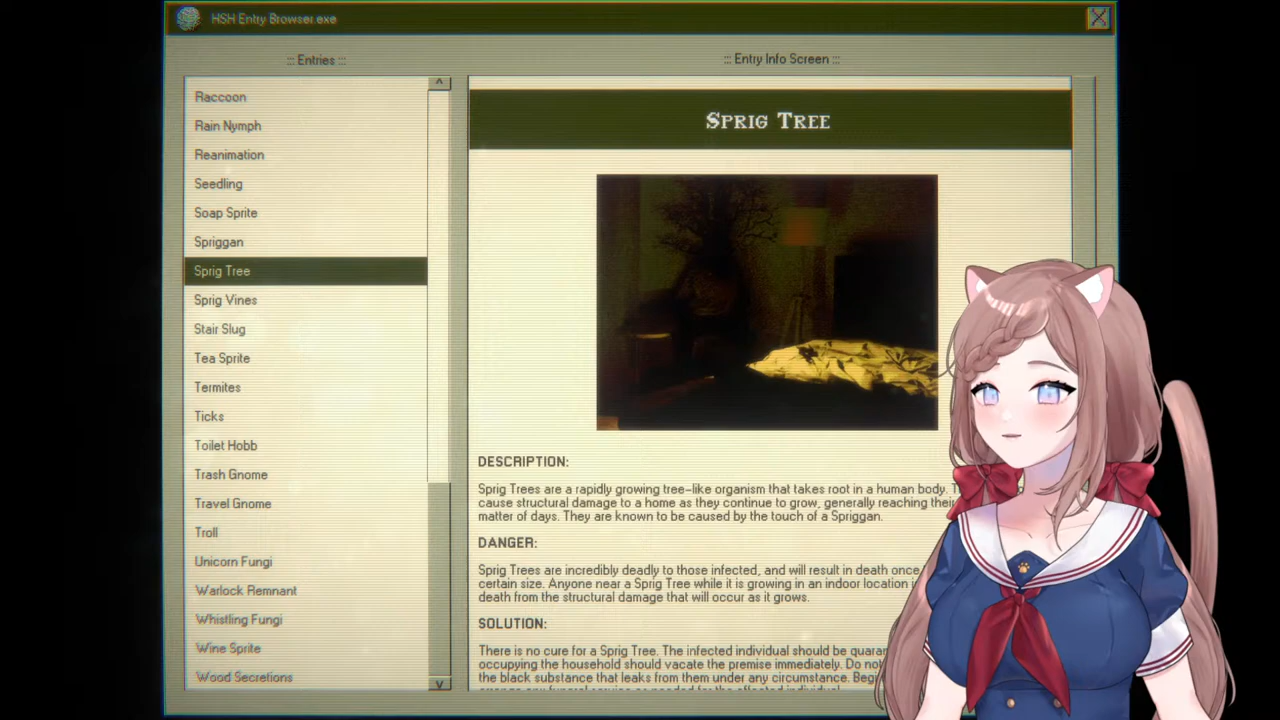 HSH Entry Browser.exe
::: Entries :::
::: Entry Info Screen :::
Raccoon
Rain Nymph
Reanimation
Seedling
Soap Sprite
Spriggan
Sprig Tree
Sprig Vines
Stair Slug
Tea Sprite
Termites
Ticks
Toilet Hobb
Trash Gnome
Travel Gnome
Troll
Unicorn Fungi
Warlock Remnant
Whistling Fungi
Wine Sprite
Wood Secretions
Sprig Tree
DESCRIPTION:
Sprig Trees are a rapidly growing tree-like organism that takes root in a human body.
cause structural damage to a home as they continue to grow, generally reaching their
matter of days. They are known to be caused by the touch of a Spriggan.
DANGER:
Sprig Trees are incredibly deadly to those infected, and will result in death once
certain size. Anyone near a Sprig Tree while it is growing in an indoor location
death from the structural damage that will occur as it grows.
SOLUTION:
There is no cure for a Sprig Tree. The infected individual should be
occupying the household should vacate the premise immediately. Do not
the black substance that leaks from them under any circumstance.